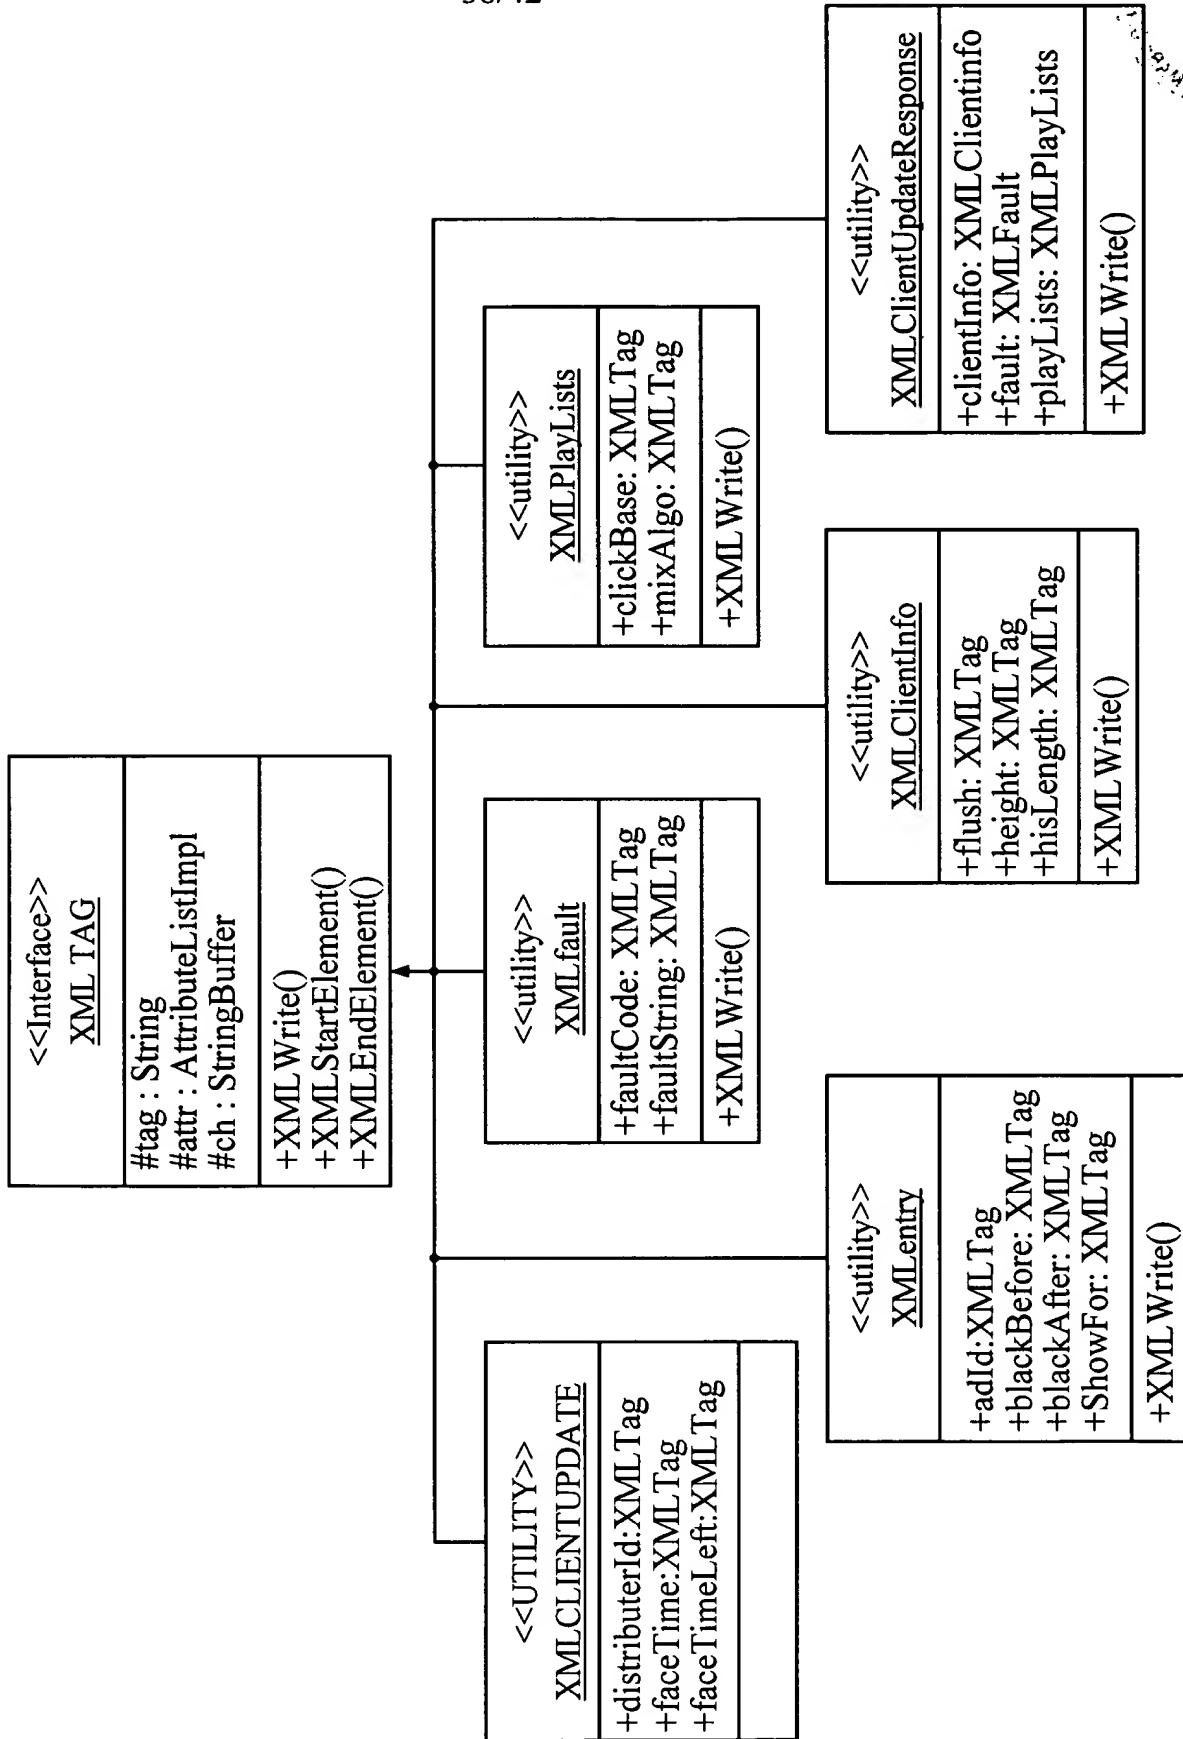 <<Interface>>
XML TAG
#tag : String
#attr : AttributeListImpl
#ch : StringBuffer
+XMLWrite()
+XMLStartElement()
+XMLEndElement()
<<UTILITY>>
XMLCLIENTUPDATE
+distributerId:XMLTag
+faceTime:XMLTag
+faceTimeLeft:XMLTag
<<utility>>
XMLfault
+faultCode: XMLTag
+faultString: XMLTag
+XMLWrite()
<<utility>>
XMLPlayLists
+clickBase: XMLTag
+mixAlgo: XMLTag
+XMLWrite()
<<utility>>
XMLentry
+adId:XMLTag
+blackBefore: XMLTag
+blackAfter: XMLTag
+ShowFor: XMLTag
+XMLWrite()
<<utility>>
XMLClientInfo
+flush: XMLTag
+height: XMLTag
+hisLength: XMLTag
+XMLWrite()
<<utility>>
XMLClientUpdateResponse
+clientInfo: XMLClientinfo
+fault: XMLFault
+playLists: XMLPlayLists
+XMLWrite()